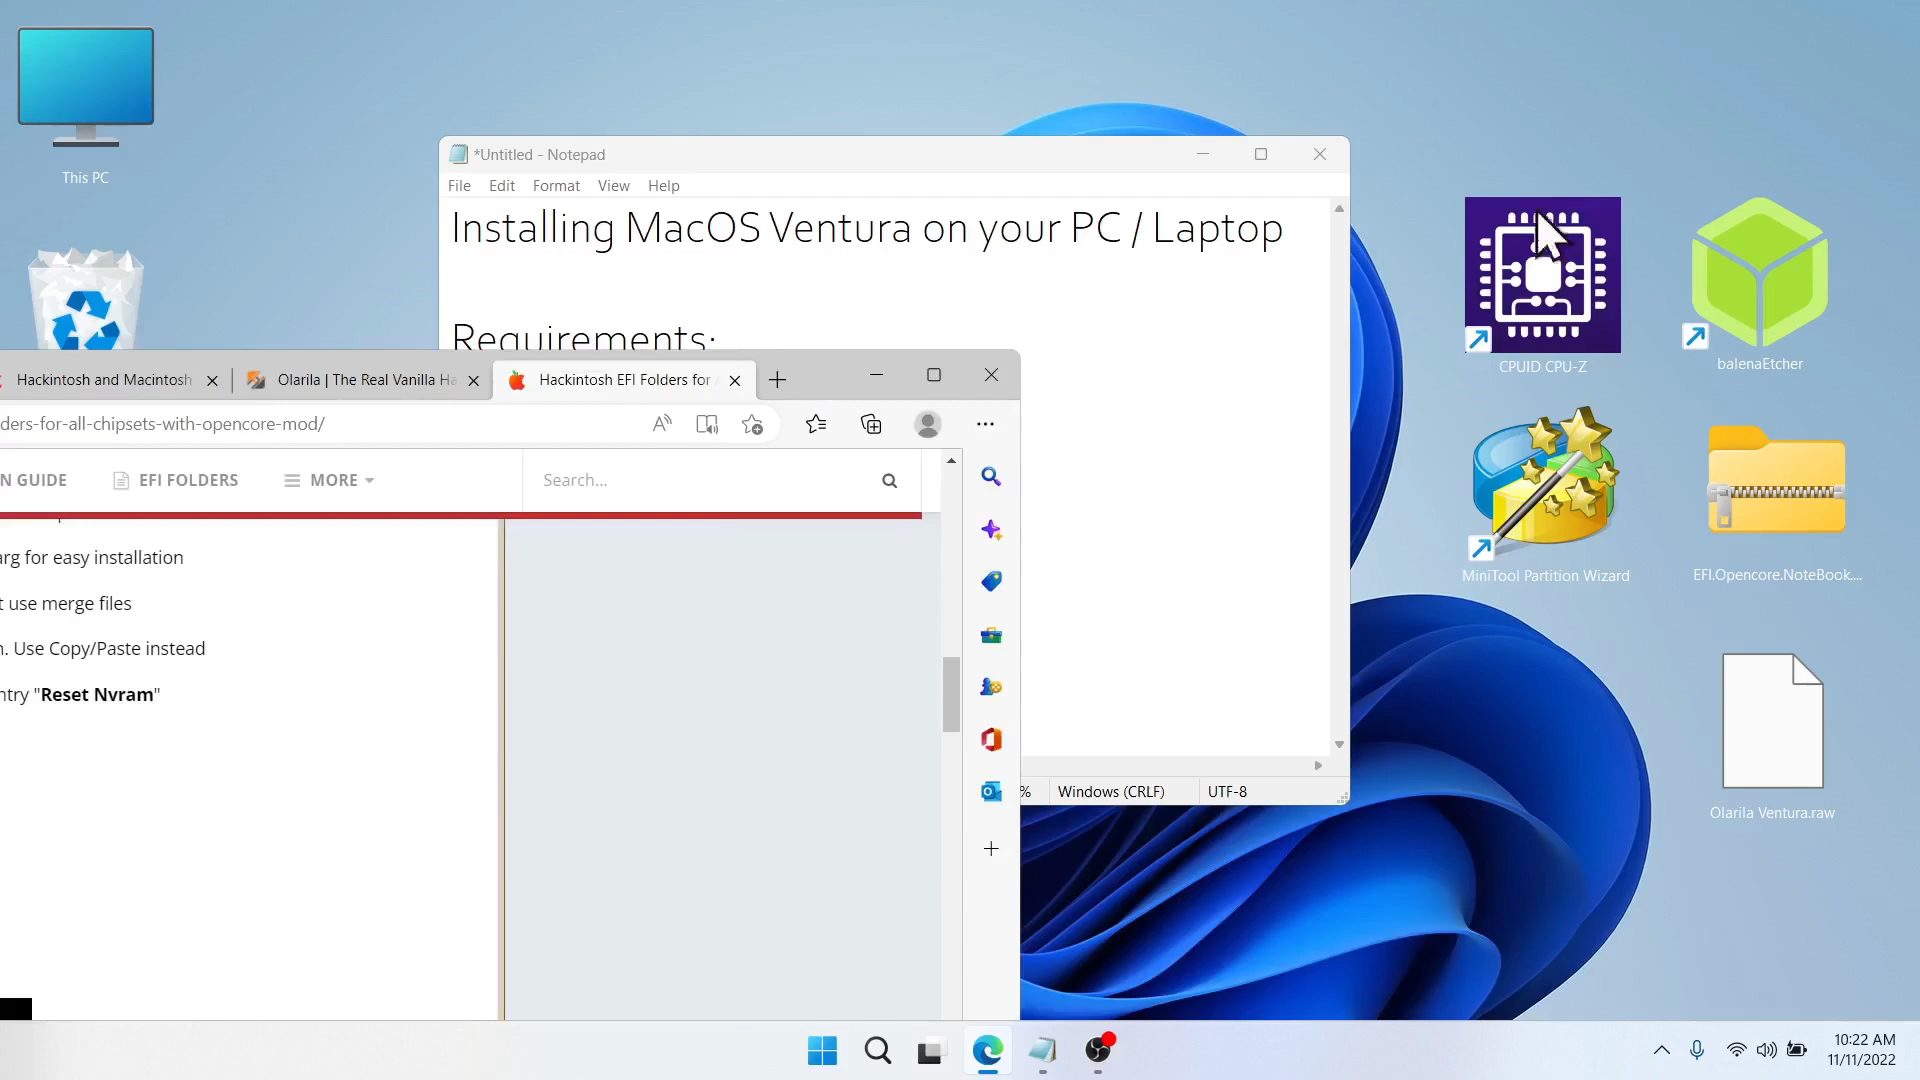 This PC
*Untitled - Notepad
File Edit Format View Help
Installing MacOS Ventura on your PC / Laptop
Requirements:
Hackintosh and Macintosh
Olarila | The Real Vanilla Ha
Hackintosh EFI Folders for
ders-for-all-chipsets-with-opencore-mod/
N GUIDE
EFI FOLDERS
MORE
Search...
arg for easy installation
t use merge files
n. Use Copy/Paste instead
ntry "Reset Nvram"
%
Windows (CRLF)
UTF-8
CPUID CPU-Z
balenaEtcher
MiniTool Partition Wizard
EFI.Opencore.NoteBook....
Olarila Ventura.raw
10:22 AM
11/11/2022